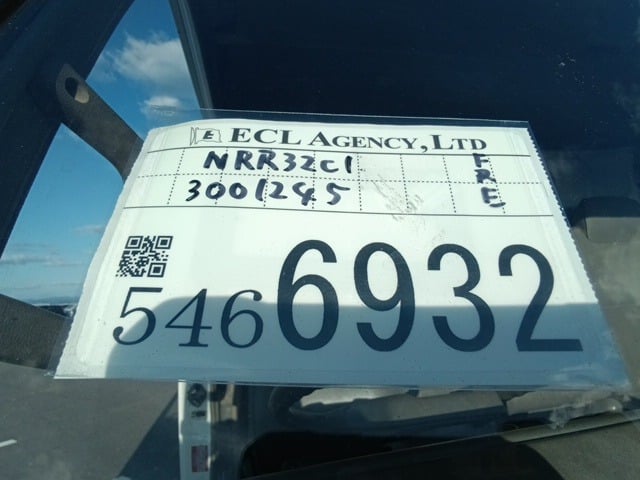 E ECL AGENCY, LTD
NRR32C1
3001245
FRE
5466932